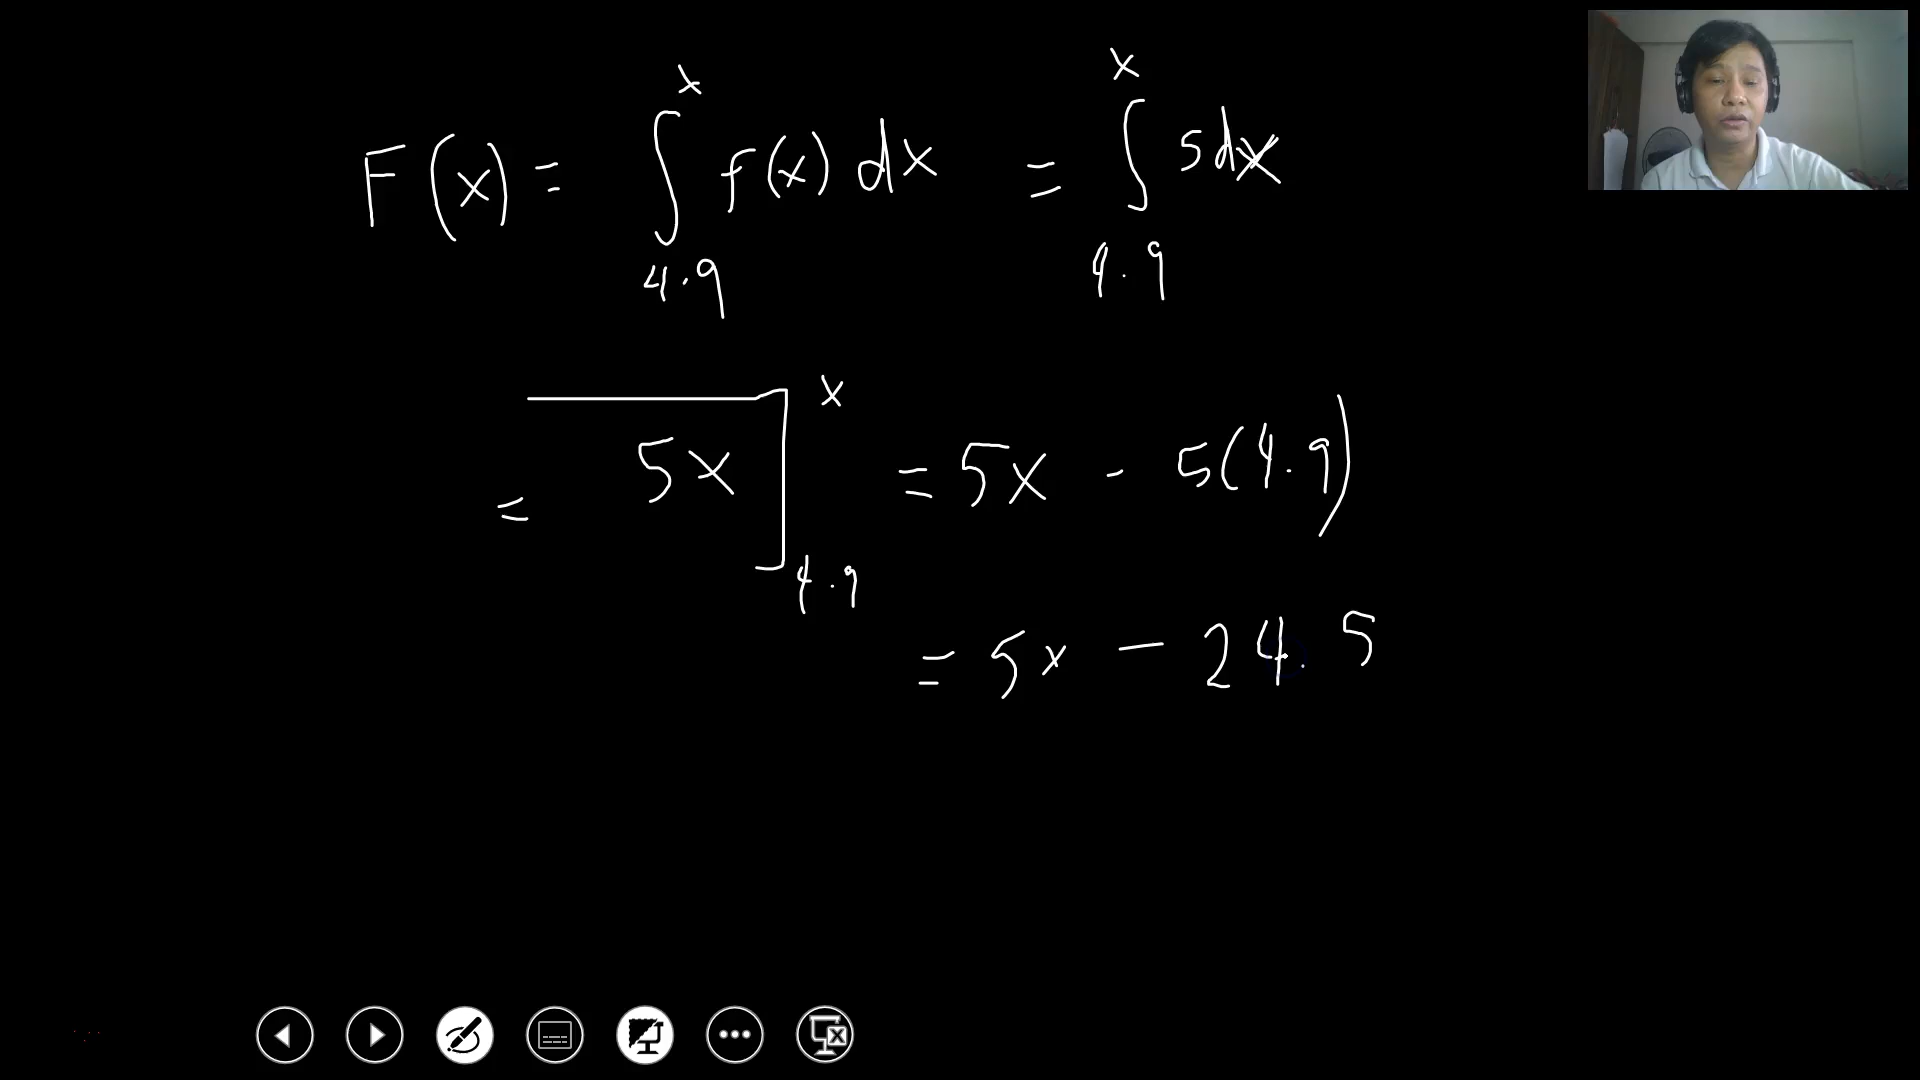 F(x) = ∫_{4.9}^{x} f(x) dx = ∫_{4.9}^{x} 5dx
= 5x]_{4.9}^{x} = 5x - 5(4.9)
= 5x - 24.5